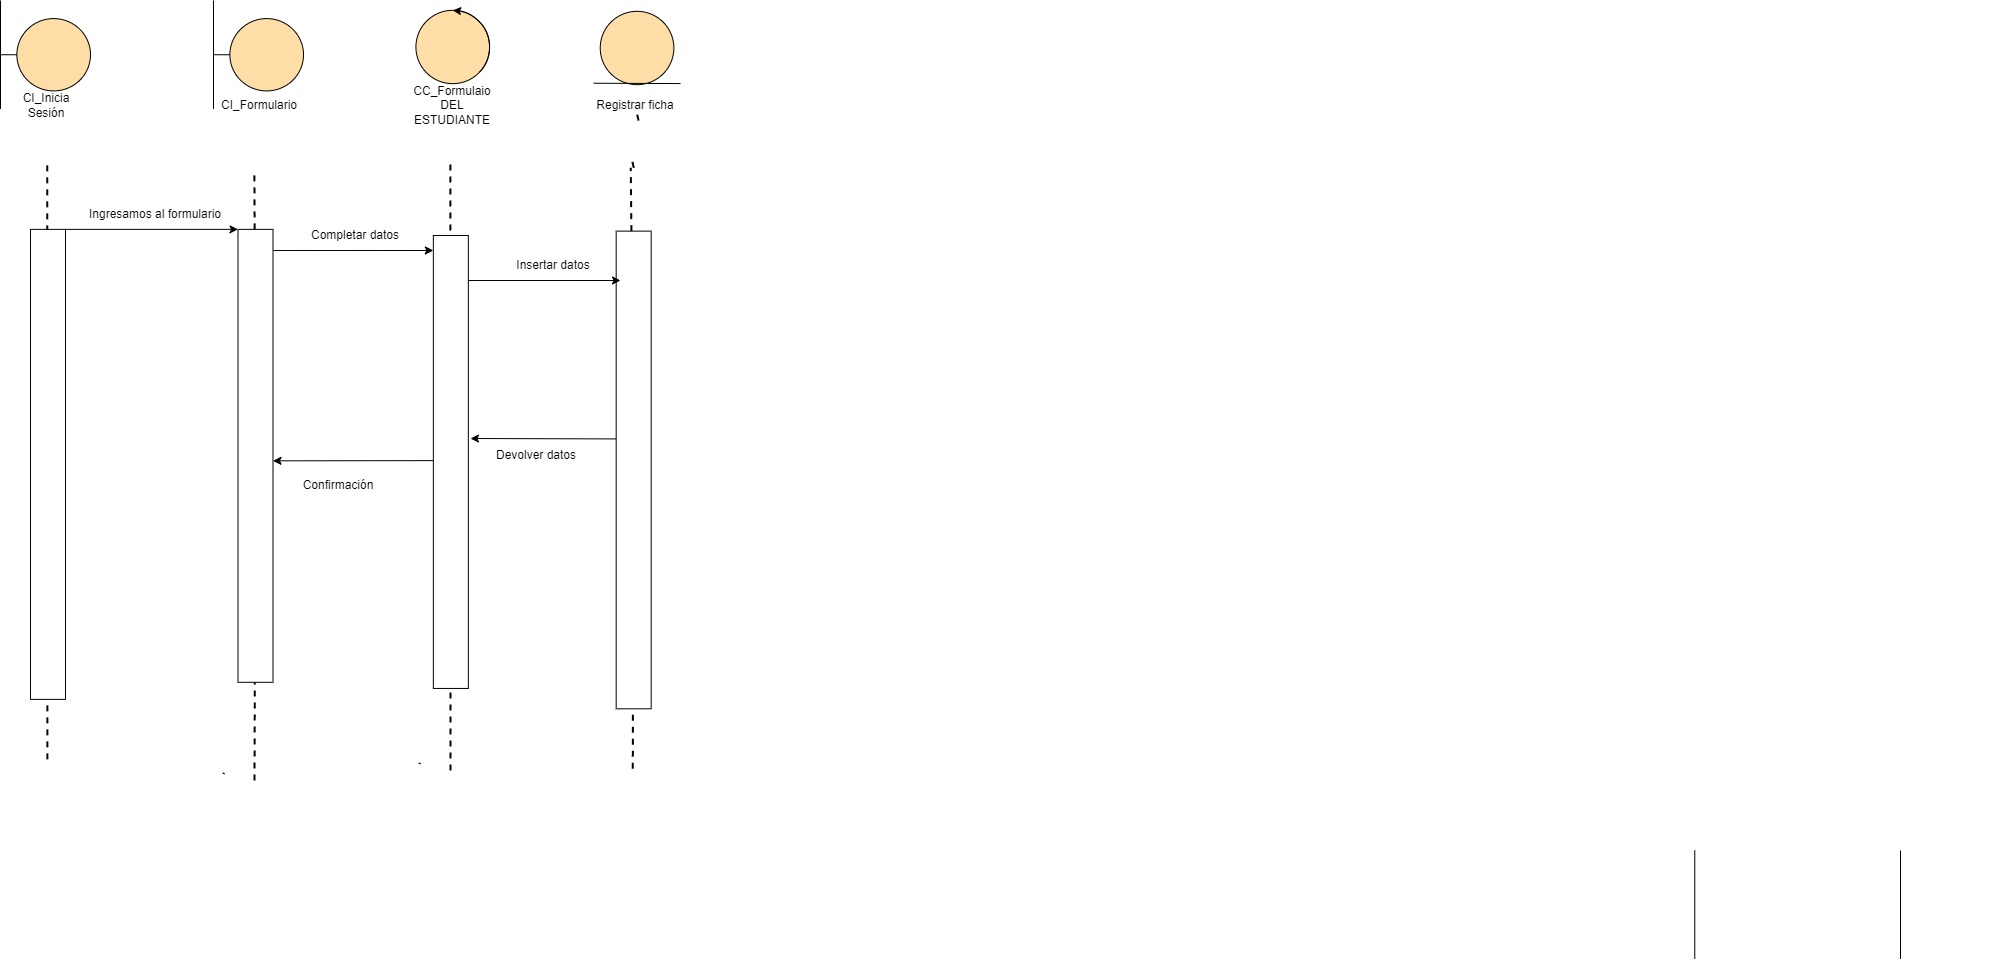 CI_Inicia
Sesión
CI_Formulario
CC_Formulaio
DEL
ESTUDIANTE
Registrar ficha
Ingresamos al formulario
Completar datos
Insertar datos
Devolver datos
Confirmación